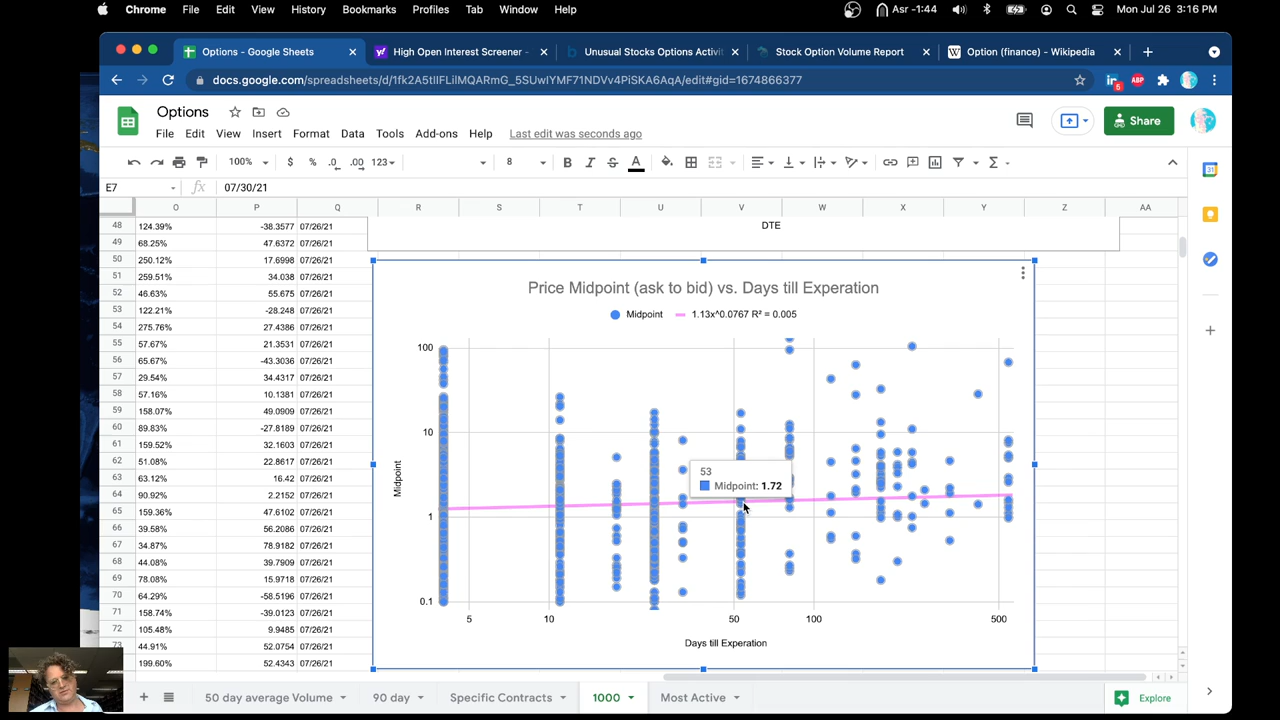 Chrome File Edit View History Bookmarks Profiles Tab Window Help Asr -1:44 Mon Jul 26 3:16 PM
Options - Google Sheets × High Open Interest Screener - × Unusual Stocks Options Activit × Stock Option Volume Report × Option (finance) - Wikipedia × +
docs.google.com/spreadsheets/d/1fk2A5tIIFLilMQARmG_5SUwIYMF71NDVv4PiSKA6AqA/edit#gid=1674866377 5 ABP
Options
File Edit View Insert Format Data Tools Add-ons Help Last edit was seconds ago
Share
100% $ % .0 .00 123 8 B I S A Σ
31
E7 fx 07/30/21
O P Q R S T U V W X Y Z AA
48 124.39% -38.3577 07/26/21
DTE
49 68.25% 47.6372 07/26/21
50 250.12% 17.6998 07/26/21
51 259.51% 34.038 07/26/21
52 46.63% 55.675 07/26/21
53 122.21% -28.248 07/26/21
54 275.76% 27.4386 07/26/21
55 57.67% 21.3531 07/26/21
56 65.67% -43.3036 07/26/21
57 29.54% 34.4317 07/26/21
58 57.16% 10.1381 07/26/21
59 158.07% 49.0909 07/26/21
60 89.83% -27.8189 07/26/21
61 159.52% 32.1603 07/26/21
62 51.08% 22.8617 07/26/21
63 63.12% 16.42 07/26/21
64 90.92% 2.2152 07/26/21
65 159.36% 47.6102 07/26/21
66 39.58% 56.2086 07/26/21
67 34.87% 78.9182 07/26/21
68 44.08% 39.7909 07/26/21
69 78.08% 15.9718 07/26/21
70 64.29% -58.5196 07/26/21
71 158.74% -39.0123 07/26/21
72 105.48% 9.9485 07/26/21
73 44.91% 52.0754 07/26/21
199.60% 52.4343 07/26/21
Price Midpoint (ask to bid) vs. Days till Experation
Midpoint 1.13x^0.0767 R² = 0.005
100
10
1
0.1
Midpoint
53
Midpoint: 1.72
5 10 50 100 500
Days till Experation
+ 50 day average Volume 90 day Specific Contracts 1000 Most Active Explore